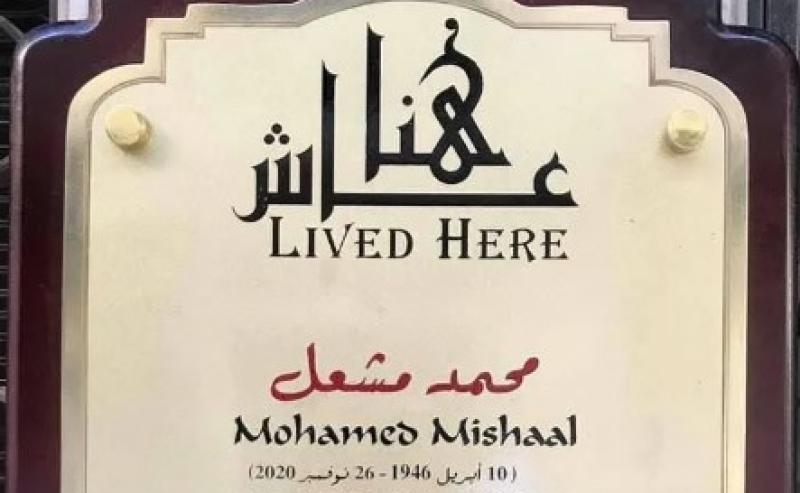 هنا
عاش
LIVED HERE
محمد مشعل
Mohamed Mishaal
(10 أبريل 1946 - 26 نوفمبر 2020)